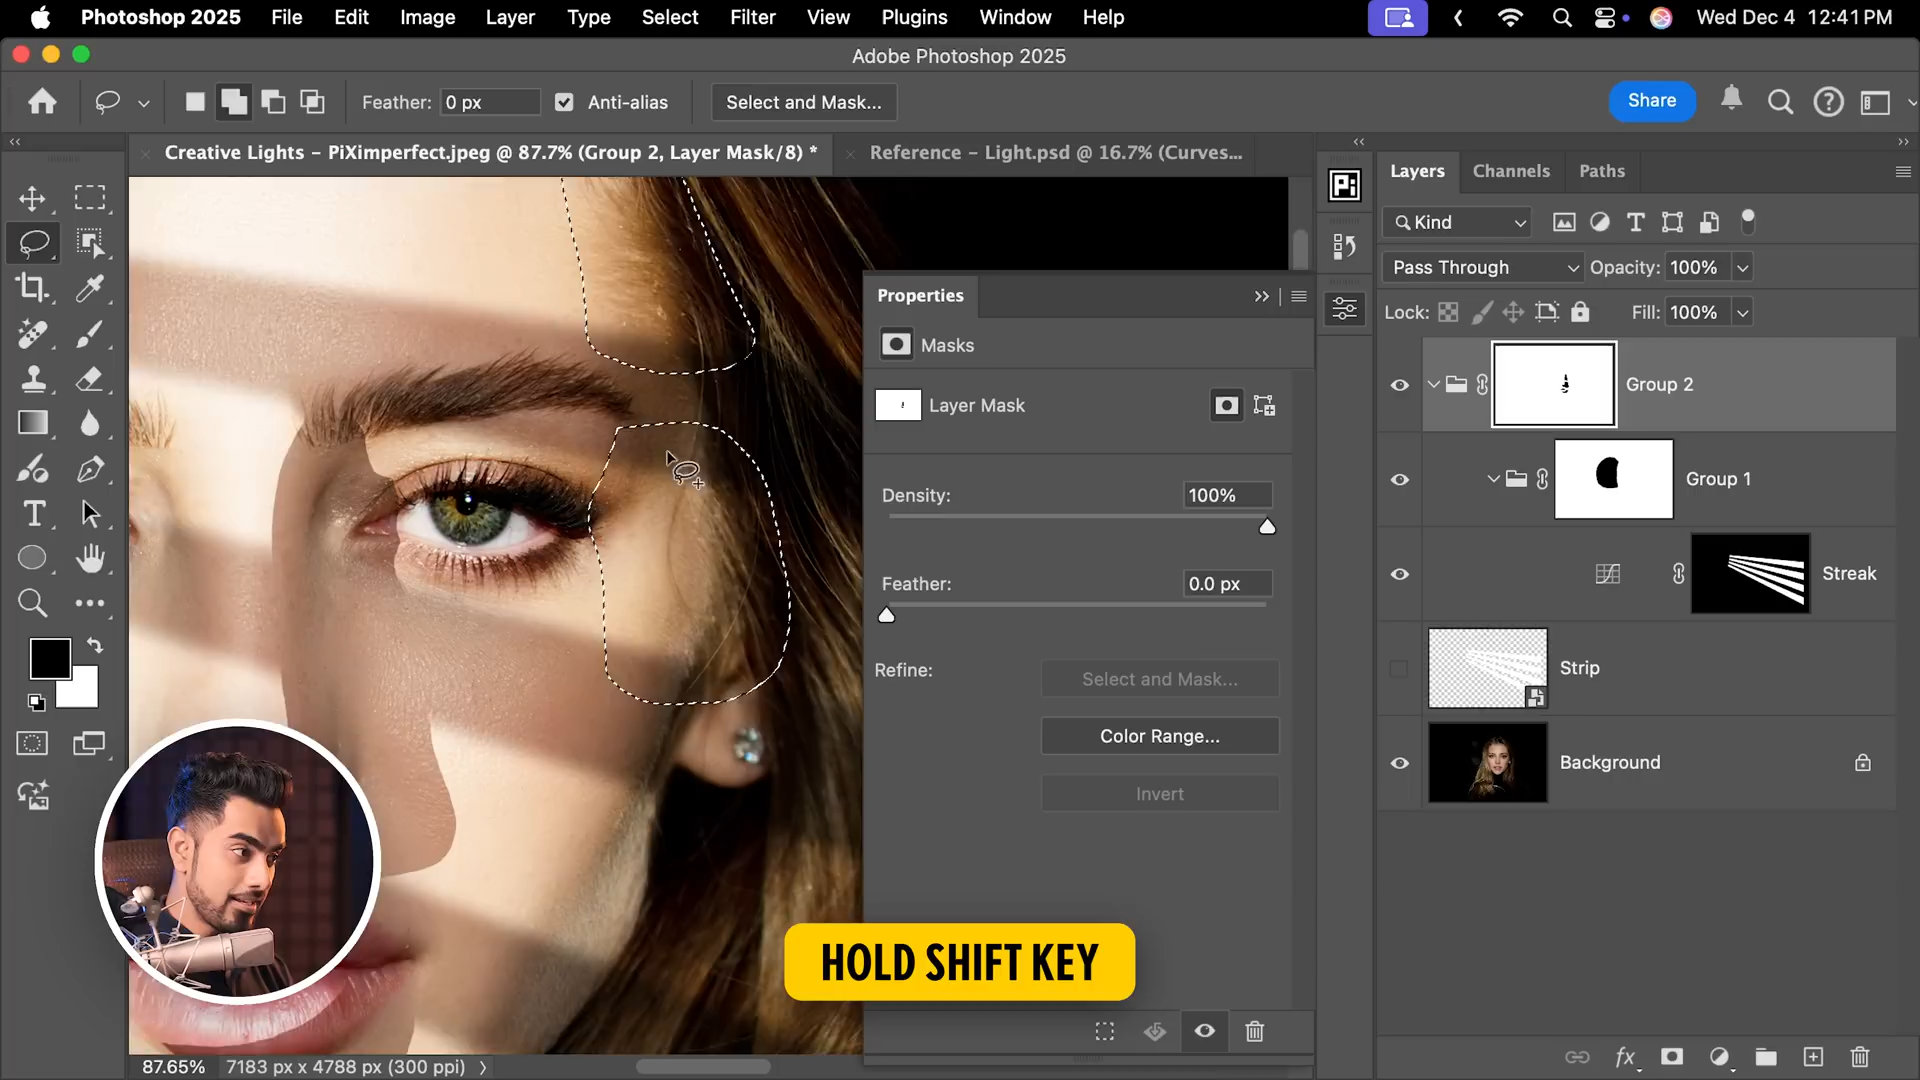 Photoshop 2025 File Edit Image Layer Type Select Filter View Plugins Window Help Wed Dec 4 12:41 PM
Adobe Photoshop 2025
Feather: 0 px Anti-alias Select and Mask... Share
Creative Lights – PiXimperfect.jpeg @ 87.7% (Group 2, Layer Mask/8) * Reference – Light.psd @ 16.7% (Curves...
Pi
Layers Channels Paths
Kind
Pass Through Opacity: 100%
Lock: Fill: 100%
Group 2
Group 1
Streak
Strip
Background
Properties
Masks
Layer Mask
Density: 100%
Feather: 0.0 px
Refine: Select and Mask...
Color Range...
Invert
HOLD SHIFT KEY
87.65% 7183 px x 4788 px (300 ppi)
fx